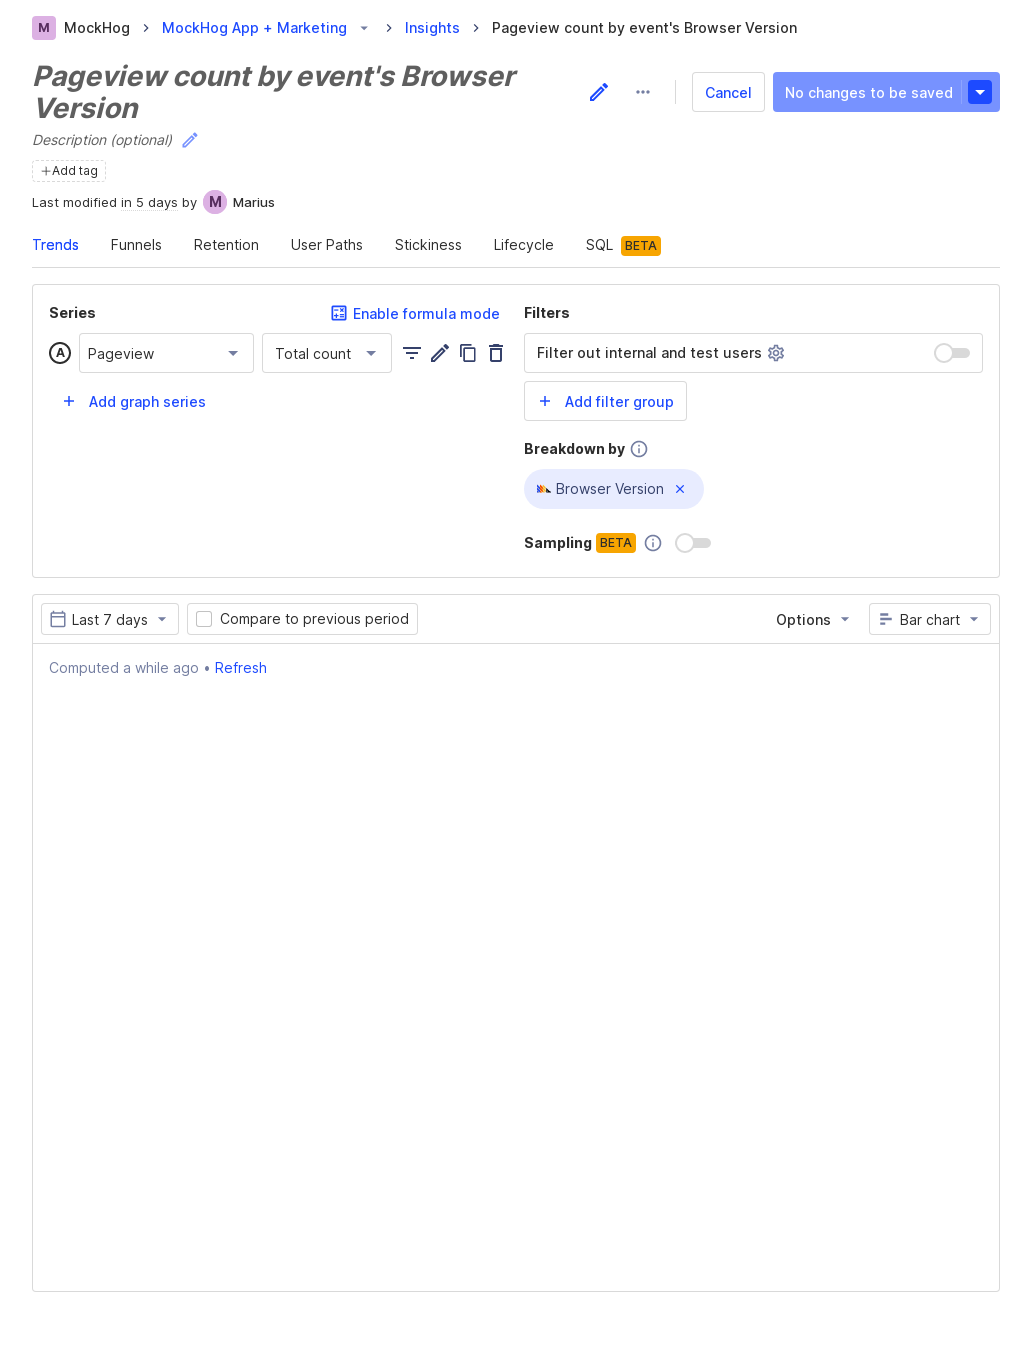 M MockHog MockHog App + Marketing Insights Pageview count by event's Browser Version
Pageview count by event's Browser
Version
Cancel
No changes to be saved
Description (optional)
Add tag
Last modified in 5 days by M Marius
Trends Funnels Retention User Paths Stickiness Lifecycle SQL BETA
Series
Enable formula mode
A Pageview Total count
Add graph series
Filters
Filter out internal and test users
Add filter group
Breakdown by
Browser Version
Sampling BETA
Last 7 days Compare to previous period Options Bar chart
Computed a while ago • Refresh